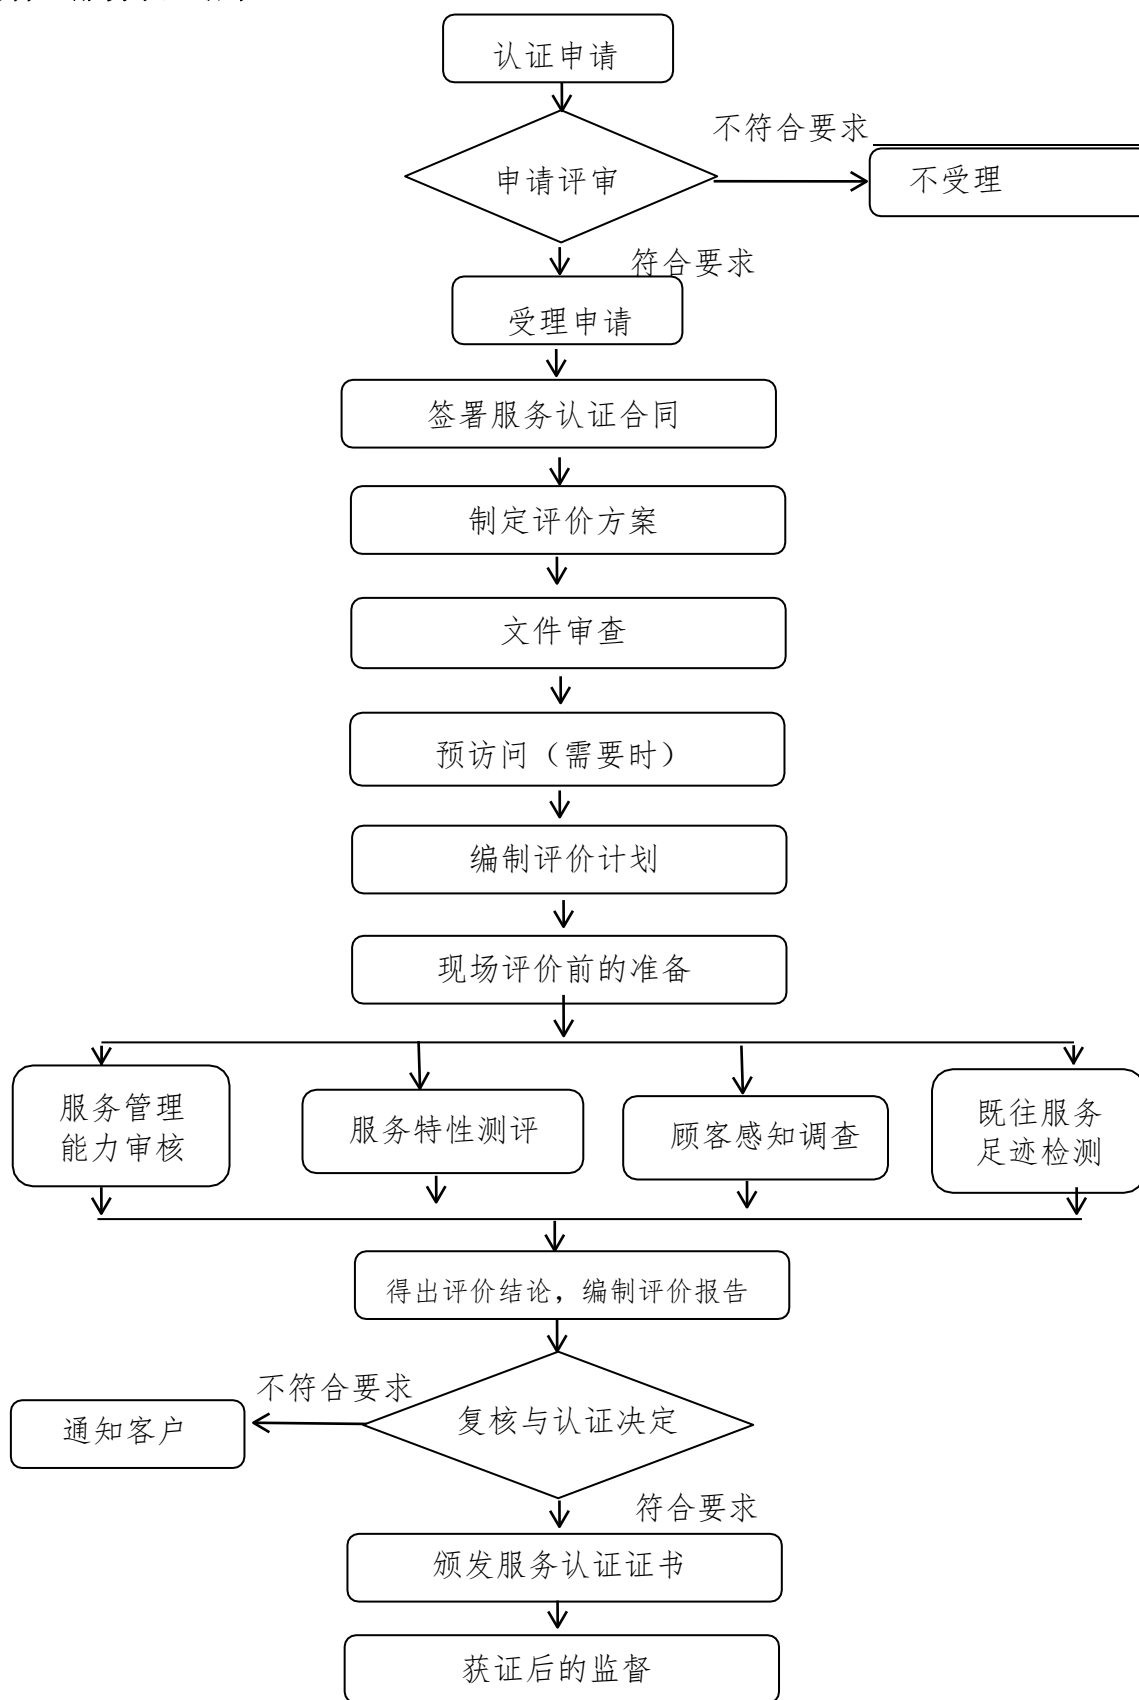 认证申请
不符合要求
申请评审
不受理
符合要求
受理申请
签署服务认证合同
制定评价方案
文件审查
预访问（需要时）
编制评价计划
现场评价前的准备
服务管理
能力审核
服务特性测评
顾客感知调查
既往服务
足迹检测
得出评价结论，编制评价报告
不符合要求
复核与认证决定
通知客户
符合要求
颁发服务认证证书
获证后的监督